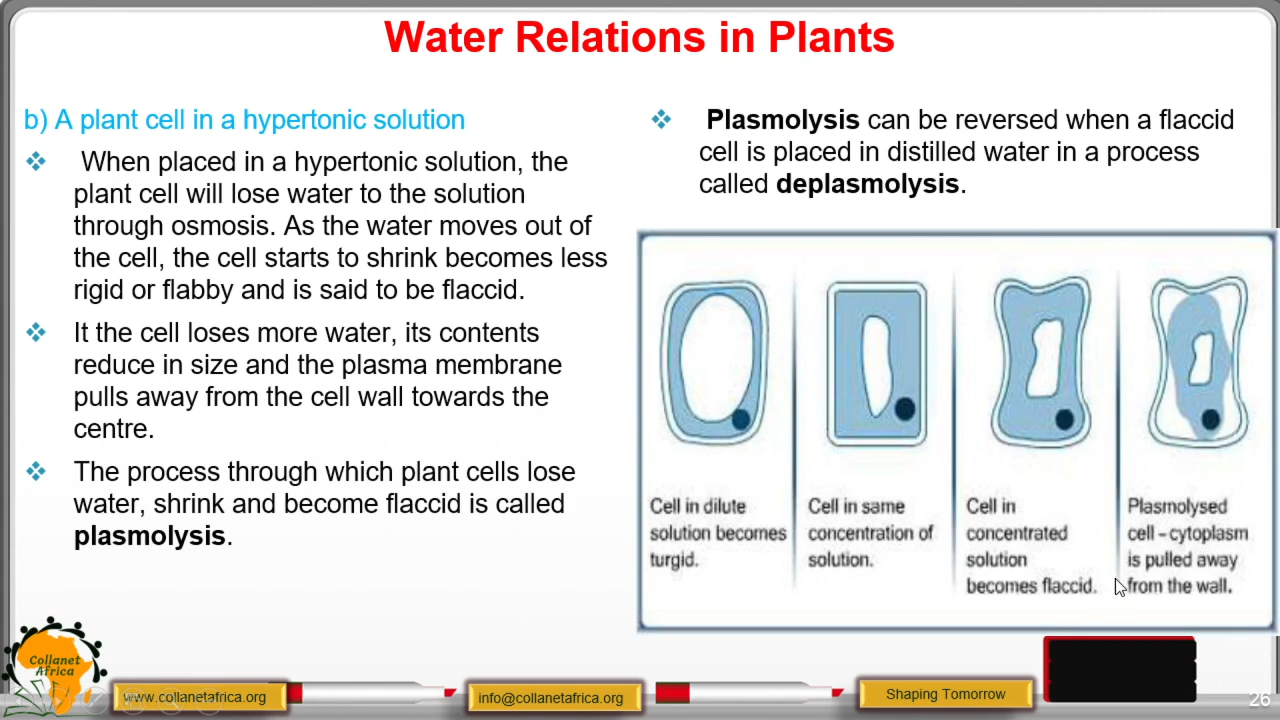 Water Relations in Plants
b) A plant cell in a hypertonic solution
When placed in a hypertonic solution, the
plant cell will lose water to the solution
through osmosis. As the water moves out of
the cell, the cell starts to shrink becomes less
rigid or flabby and is said to be flaccid.
It the cell loses more water, its contents
reduce in size and the plasma membrane
pulls away from the cell wall towards the
centre.
The process through which plant cells lose
water, shrink and become flaccid is called
plasmolysis.
Plasmolysis can be reversed when a flaccid
cell is placed in distilled water in a process
called deplasmolysis.
Cell in dilute
solution becomes
turgid.
Cell in same
concentration of
solution.
Cell in
concentrated
solution
becomes flaccid.
Plasmolysed
cell – cytoplasm
is pulled away
from the wall.
Collanet
Africa
www.collanetafrica.org
info@collanetafrica.org
Shaping Tomorrow
26